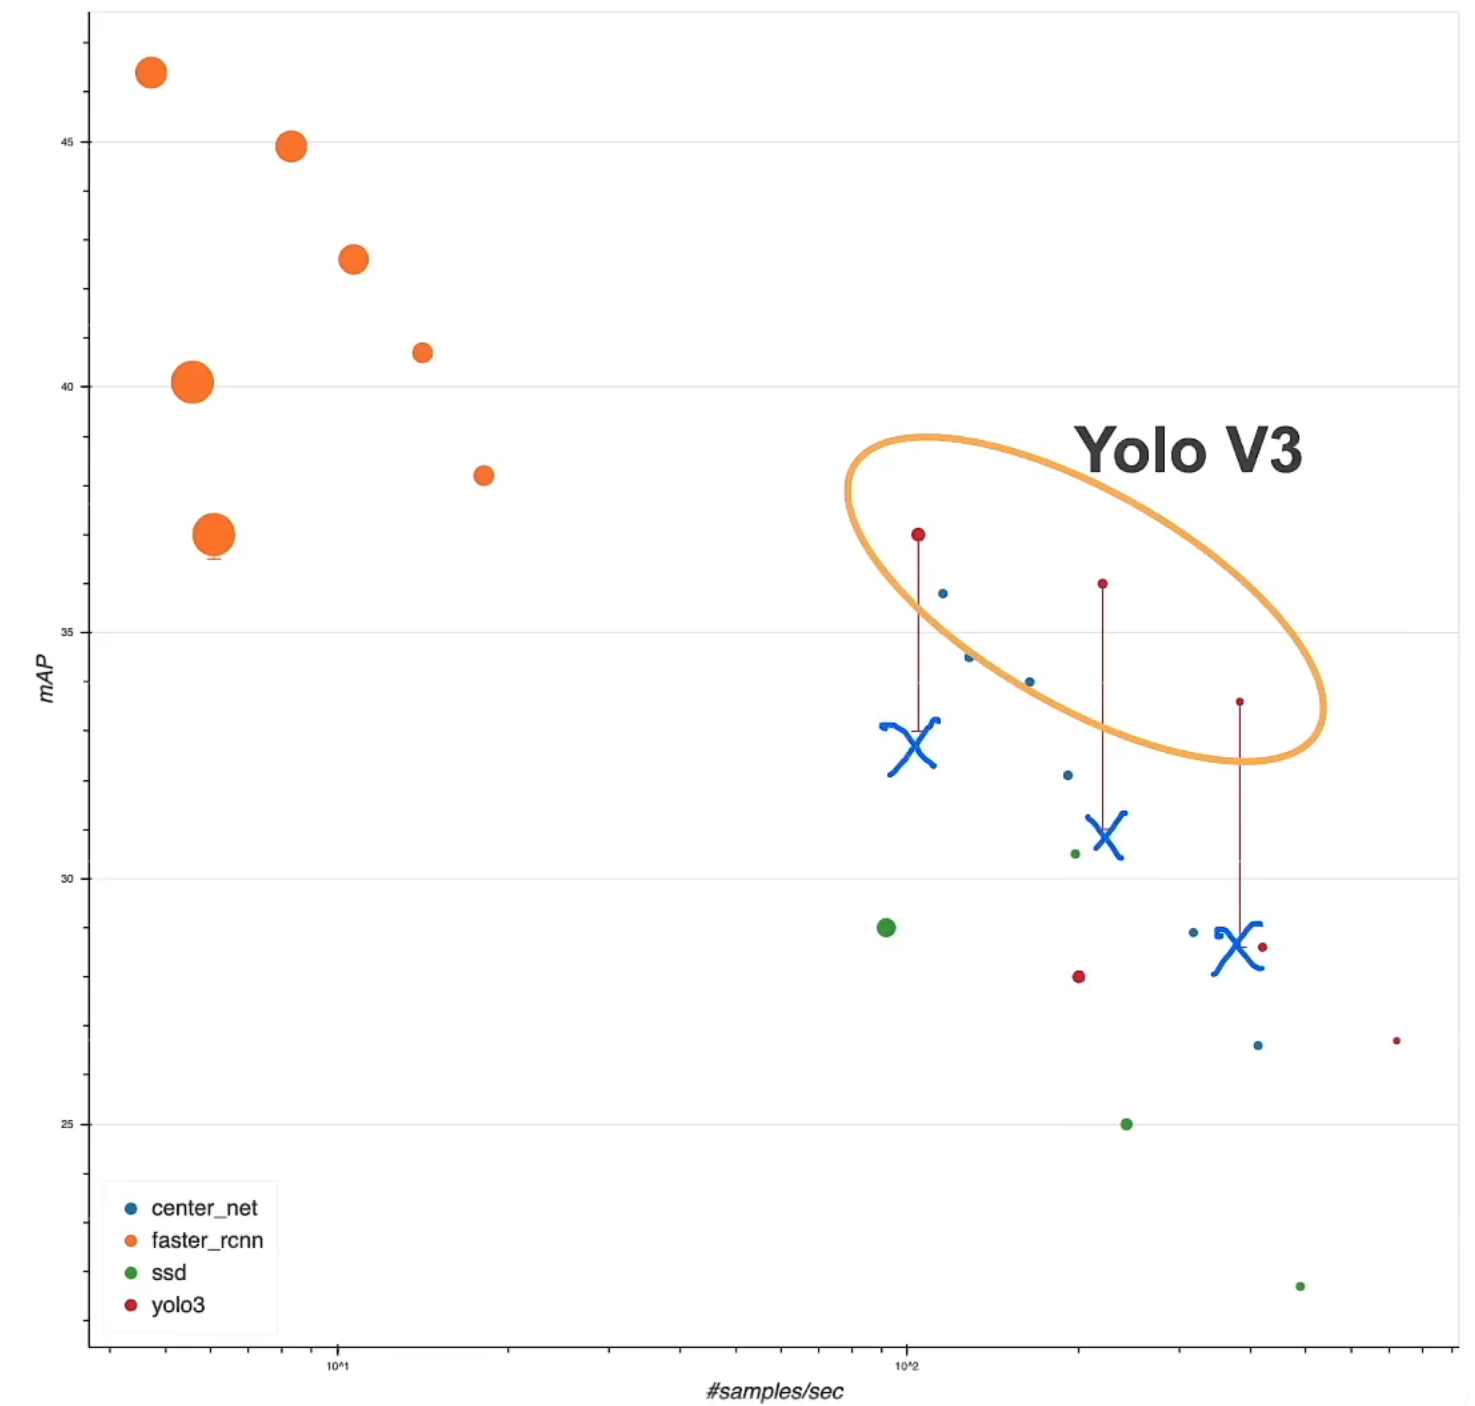 45
40
Yolo V3
35
mAP
30
25
center_net
faster_rcnn
ssd
yolo3
10^1
10^2
#samples/sec